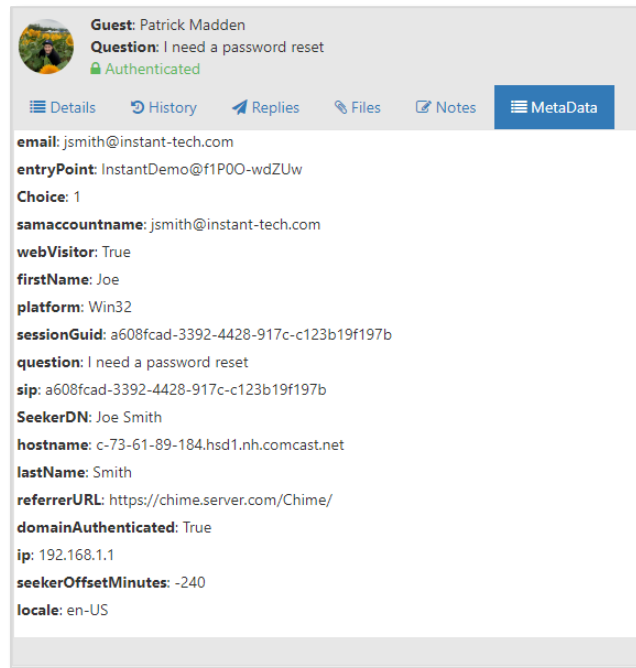 Guest: Patrick Madden
Question: I need a password reset
Authenticated
Details History Replies Files Notes MetaData
email: jsmith@instant-tech.com
entryPoint: InstantDemo@f1P0O-wdZUw
Choice: 1
samaccountname: jsmith@instant-tech.com
webVisitor: True
firstName: Joe
platform: Win32
sessionGuid: a608fcad-3392-4428-917c-c123b19f197b
question: I need a password reset
sip: a608fcad-3392-4428-917c-c123b19f197b
SeekerDN: Joe Smith
hostname: c-73-61-89-184.hsd1.nh.comcast.net
lastName: Smith
referrerURL: https://chime.server.com/Chime/
domainAuthenticated: True
ip: 192.168.1.1
seekerOffsetMinutes: -240
locale: en-US